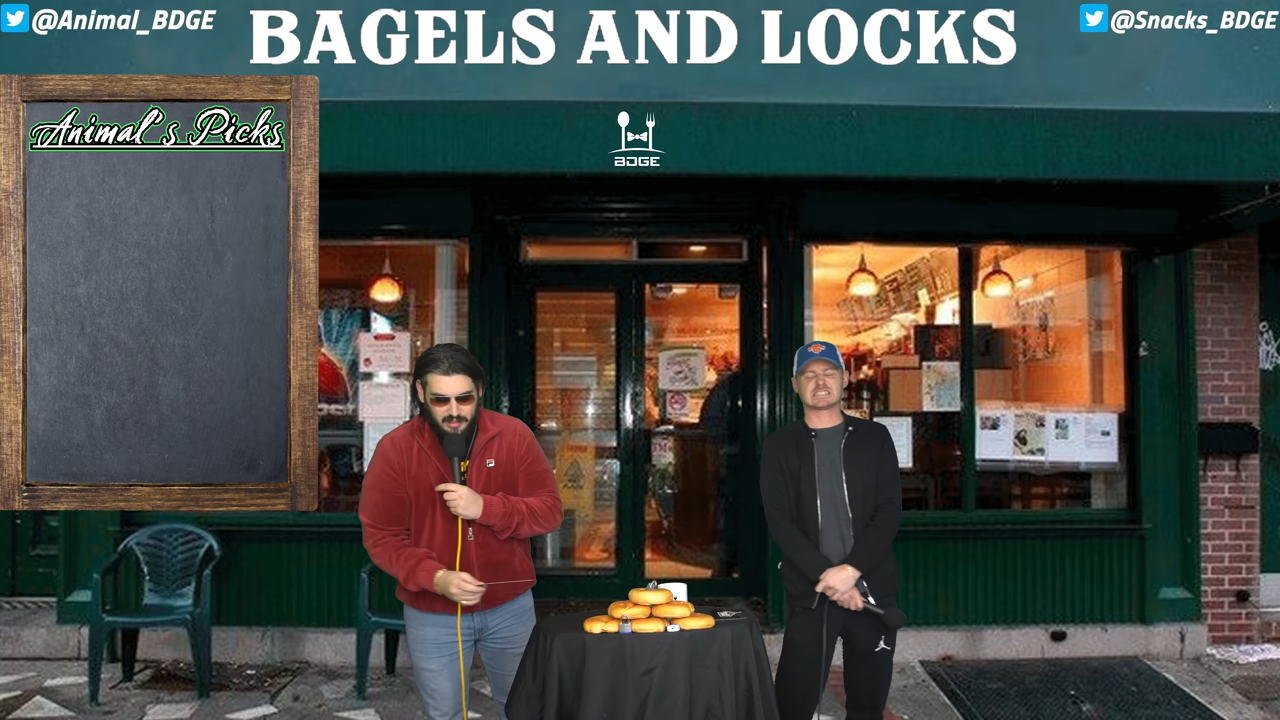 @Animal_BDGE
BAGELS AND LOCKS
@Snacks_BDGE
Animal's Picks
BDGE